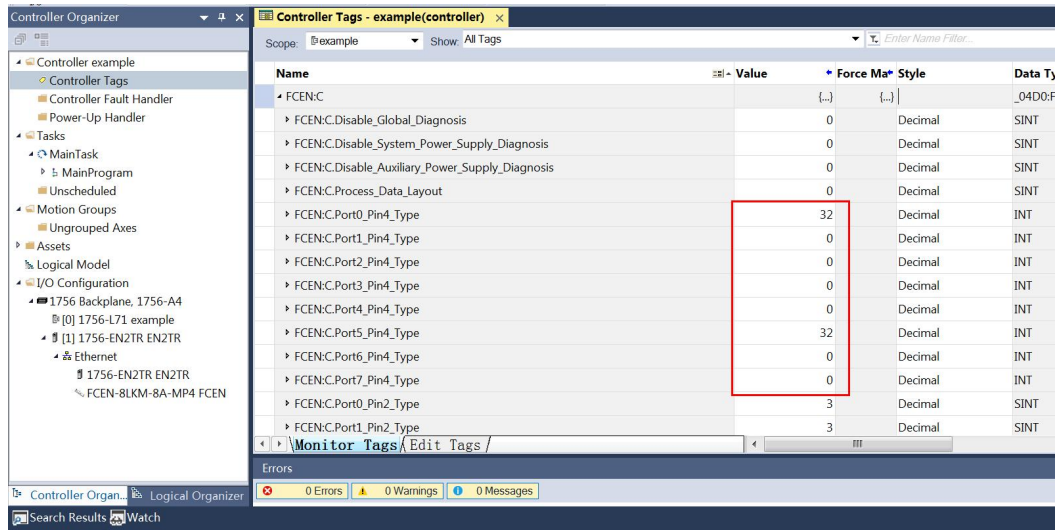 Controller Organizer
Controller Tags - example(controller)
Scope: example Show: All Tags Enter Name Filter...
Controller example
Controller Tags
Controller Fault Handler
Power-Up Handler
Tasks
MainTask
MainProgram
Unscheduled
Motion Groups
Ungrouped Axes
Assets
Logical Model
I/O Configuration
1756 Backplane, 1756-A4
[0] 1756-L71 example
[1] 1756-EN2TR EN2TR
Ethernet
1756-EN2TR EN2TR
FCEN-8LKM-8A-MP4 FCEN
Controller Organ... Logical Organizer
Name Value Force Ma Style Data Ty
FCEN:C {...} {...} _04D0:F
FCEN:C.Disable_Global_Diagnosis 0 Decimal SINT
FCEN:C.Disable_System_Power_Supply_Diagnosis 0 Decimal SINT
FCEN:C.Disable_Auxiliary_Power_Supply_Diagnosis 0 Decimal SINT
FCEN:C.Process_Data_Layout 0 Decimal SINT
FCEN:C.Port0_Pin4_Type 32 Decimal INT
FCEN:C.Port1_Pin4_Type 0 Decimal INT
FCEN:C.Port2_Pin4_Type 0 Decimal INT
FCEN:C.Port3_Pin4_Type 0 Decimal INT
FCEN:C.Port4_Pin4_Type 0 Decimal INT
FCEN:C.Port5_Pin4_Type 32 Decimal INT
FCEN:C.Port6_Pin4_Type 0 Decimal INT
FCEN:C.Port7_Pin4_Type 0 Decimal INT
FCEN:C.Port0_Pin2_Type 3 Decimal SINT
FCEN:C.Port1_Pin2_Type 3 Decimal SINT
Monitor Tags Edit Tags
Errors
0 Errors 0 Warnings 0 Messages
Search Results Watch